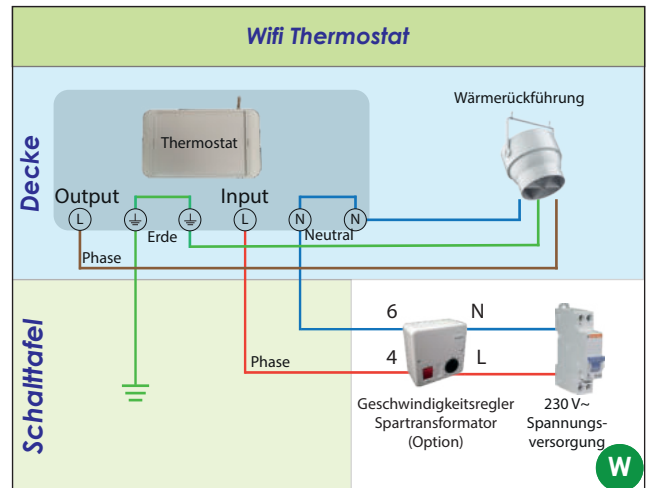 Wifi Thermostat
Decke
Wärmerückführung
Thermostat
Output
Input
L
L
N
N
Erde
Neutral
Phase
Schalttafel
6
N
4
L
Phase
Geschwindigkeitsregler
Spartransformator
(Option)
230 V~
Spannungs-
versorgung
W